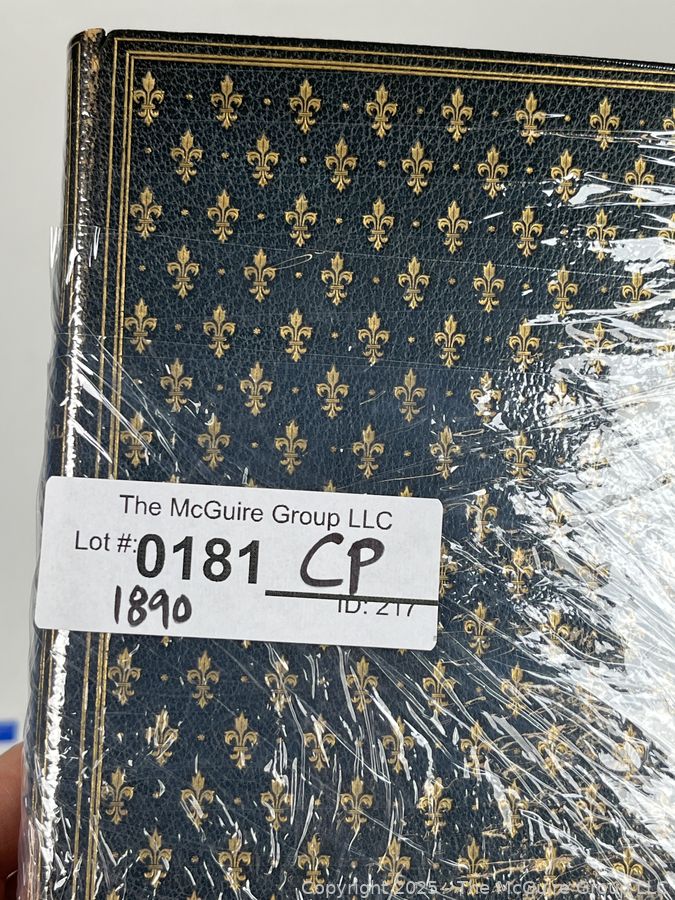 The McGuire Group LLC
Lot #:0181 CP
ID: 217
1890
Copyright 2025 - The McGuire Group LLC